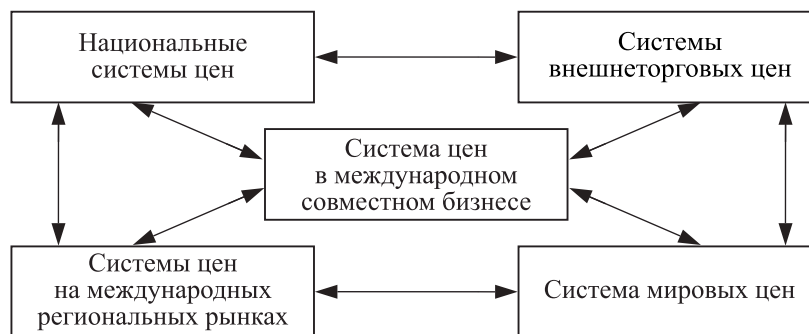 Национальные
системы цен
Системы
внешнеторговых цен
Система цен
в международном
совместном бизнесе
Системы цен
на международных
региональных рынках
Система мировых цен